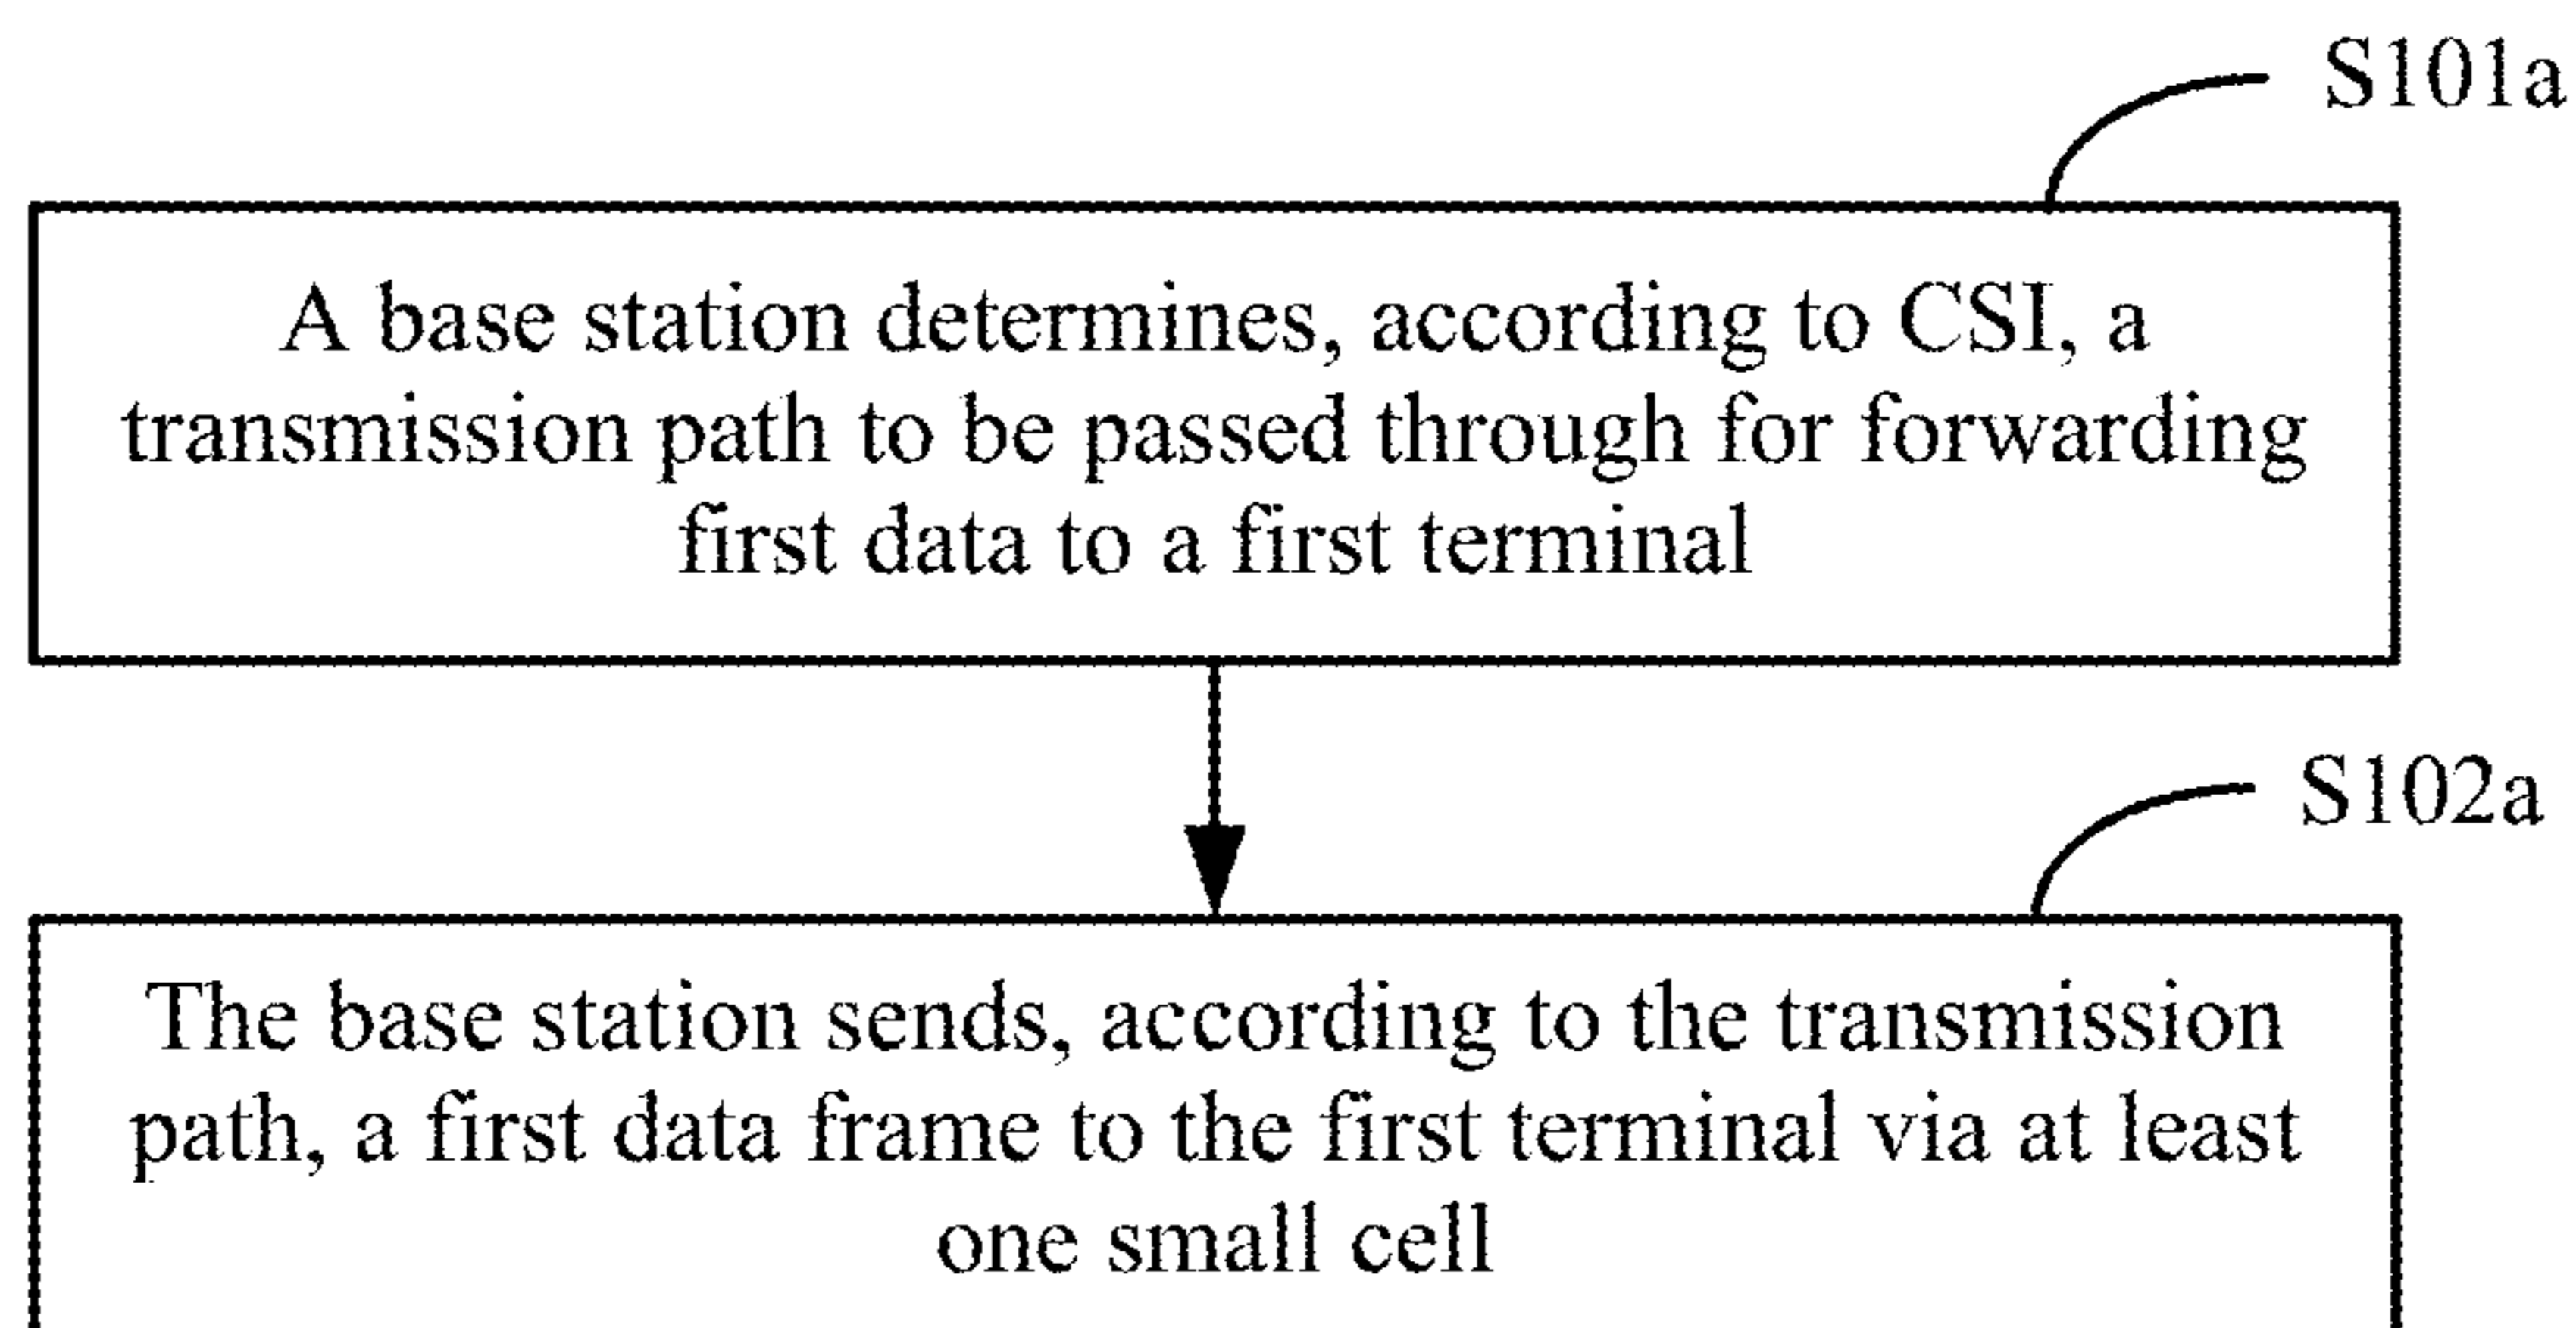 S101a
A base station determines, according to CSI, a
transmission path to be passed through for forwarding
first data to a first terminal
S102a
The base station sends, according to the transmission
path, a first data frame to the first terminal via at least
one small cell